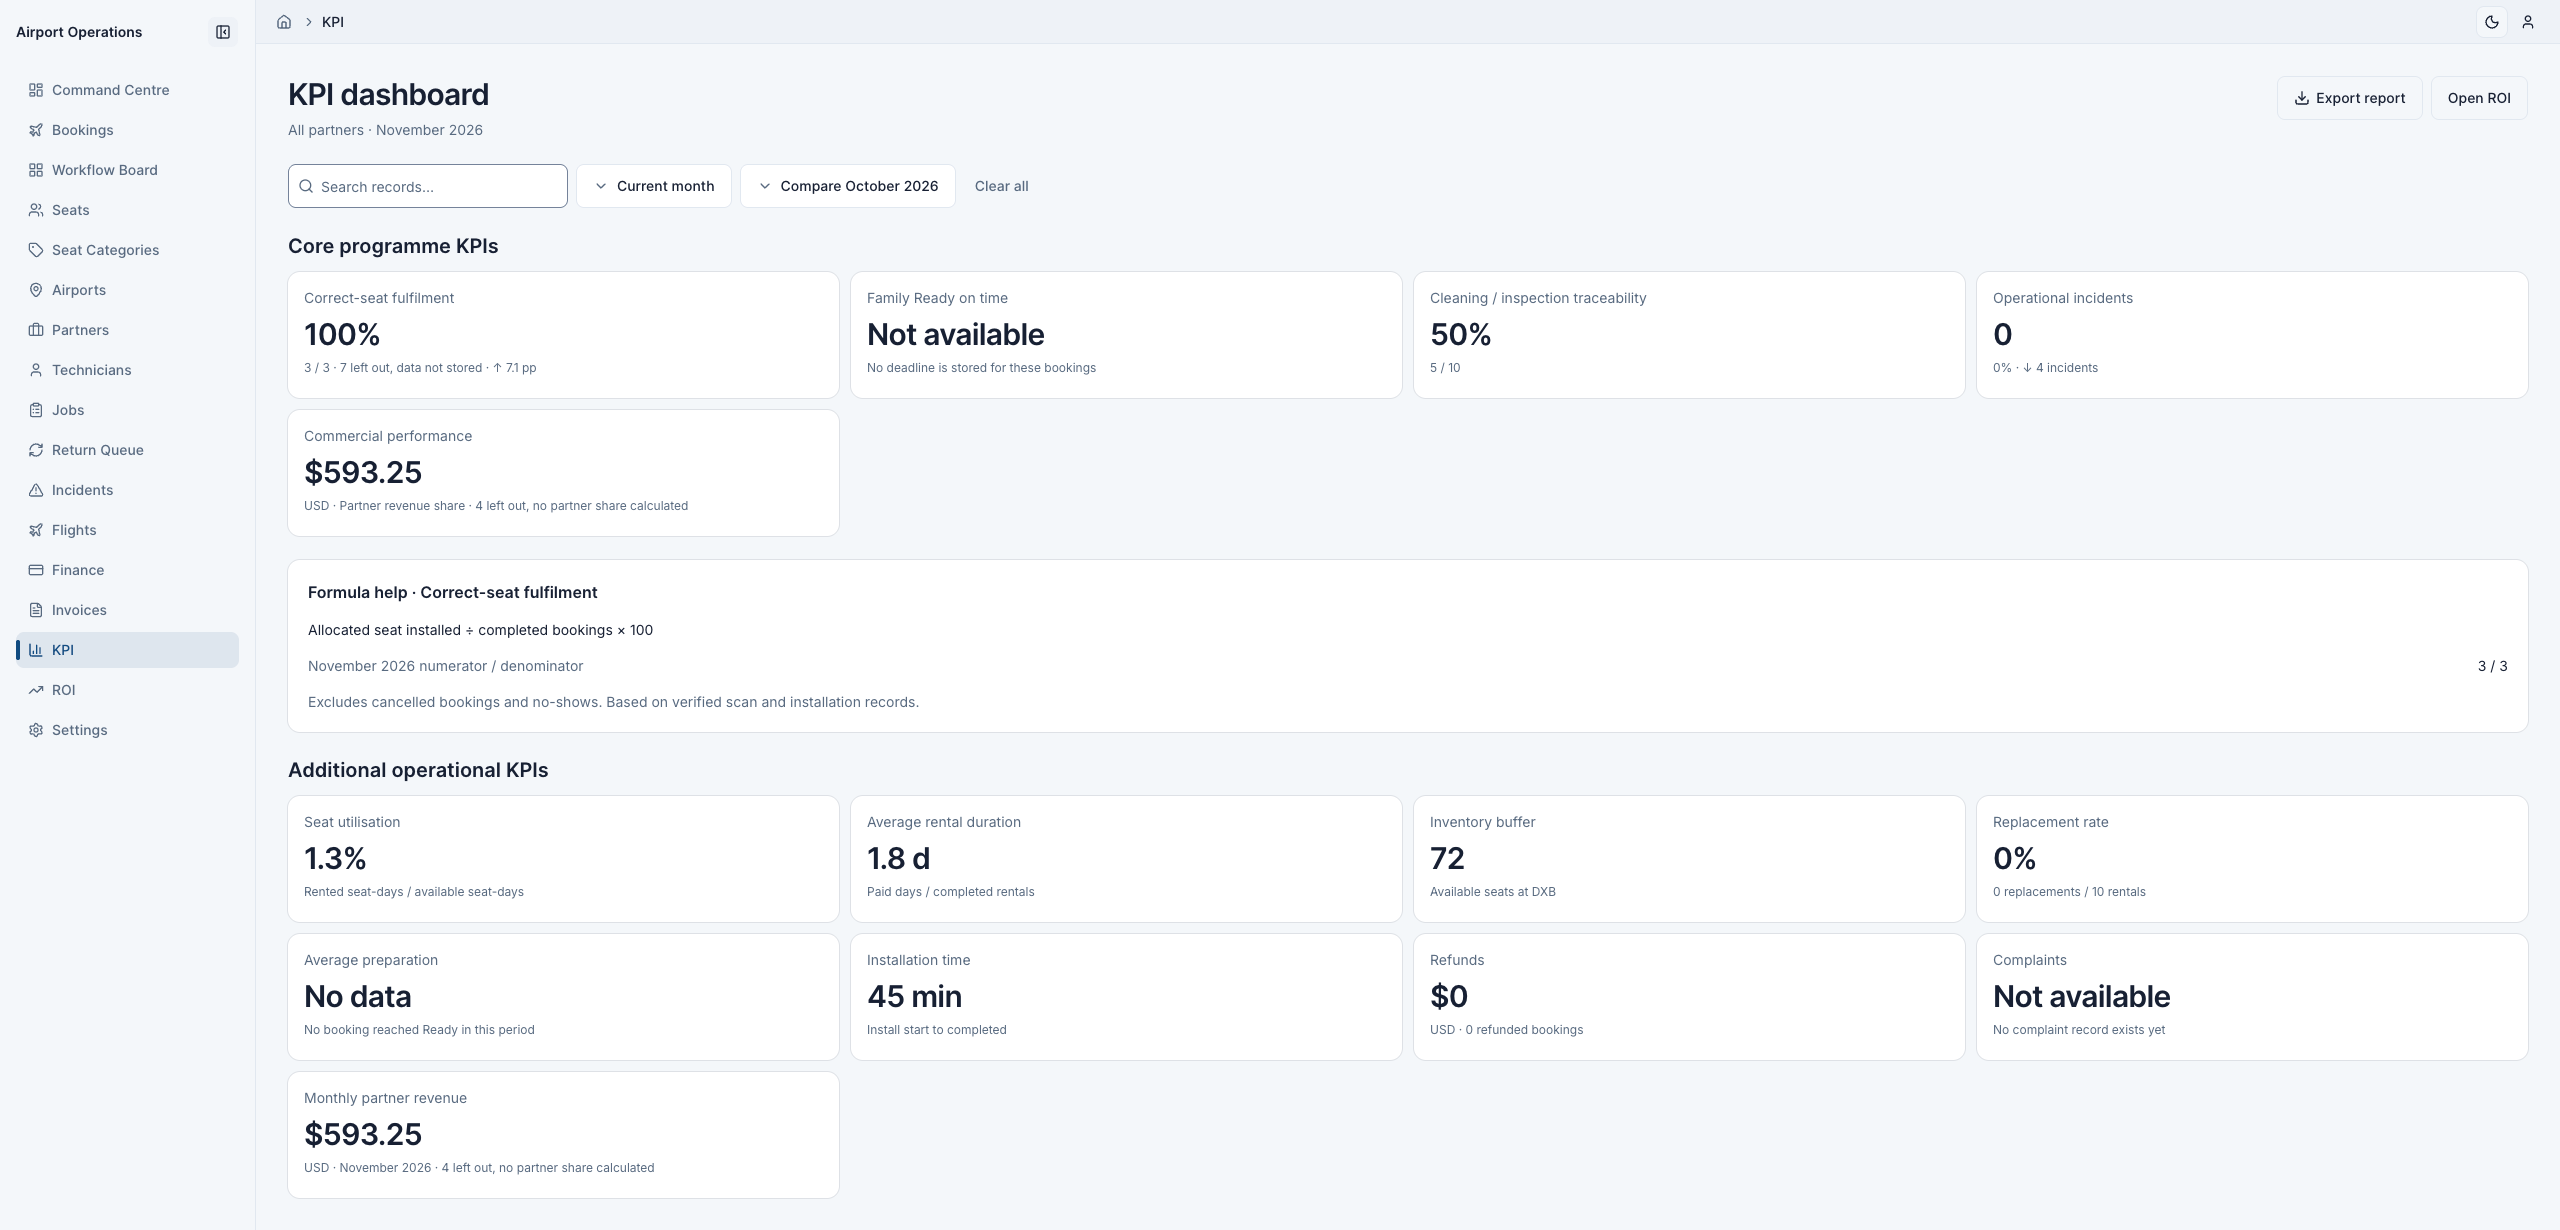 Airport Operations
KPI
Command Centre
Bookings
Workflow Board
Seats
Seat Categories
Airports
Partners
Technicians
Jobs
Return Queue
Incidents
Flights
Finance
Invoices
KPI
ROI
Settings
KPI dashboard
All partners · November 2026
Export report
Open ROI
Search records...
Current month
Compare October 2026
Clear all
Core programme KPIs
Correct-seat fulfilment
100%
3 / 3 · 7 left out, data not stored · ↑ 7.1 pp
Family Ready on time
Not available
No deadline is stored for these bookings
Cleaning / inspection traceability
50%
5 / 10
Operational incidents
0
0% · ↓ 4 incidents
Commercial performance
$593.25
USD · Partner revenue share · 4 left out, no partner share calculated
Formula help · Correct-seat fulfilment
Allocated seat installed ÷ completed bookings × 100
November 2026 numerator / denominator
3 / 3
Excludes cancelled bookings and no-shows. Based on verified scan and installation records.
Additional operational KPIs
Seat utilisation
1.3%
Rented seat-days / available seat-days
Average rental duration
1.8 d
Paid days / completed rentals
Inventory buffer
72
Available seats at DXB
Replacement rate
0%
0 replacements / 10 rentals
Average preparation
No data
No booking reached Ready in this period
Installation time
45 min
Install start to completed
Refunds
$0
USD · 0 refunded bookings
Complaints
Not available
No complaint record exists yet
Monthly partner revenue
$593.25
USD · November 2026 · 4 left out, no partner share calculated